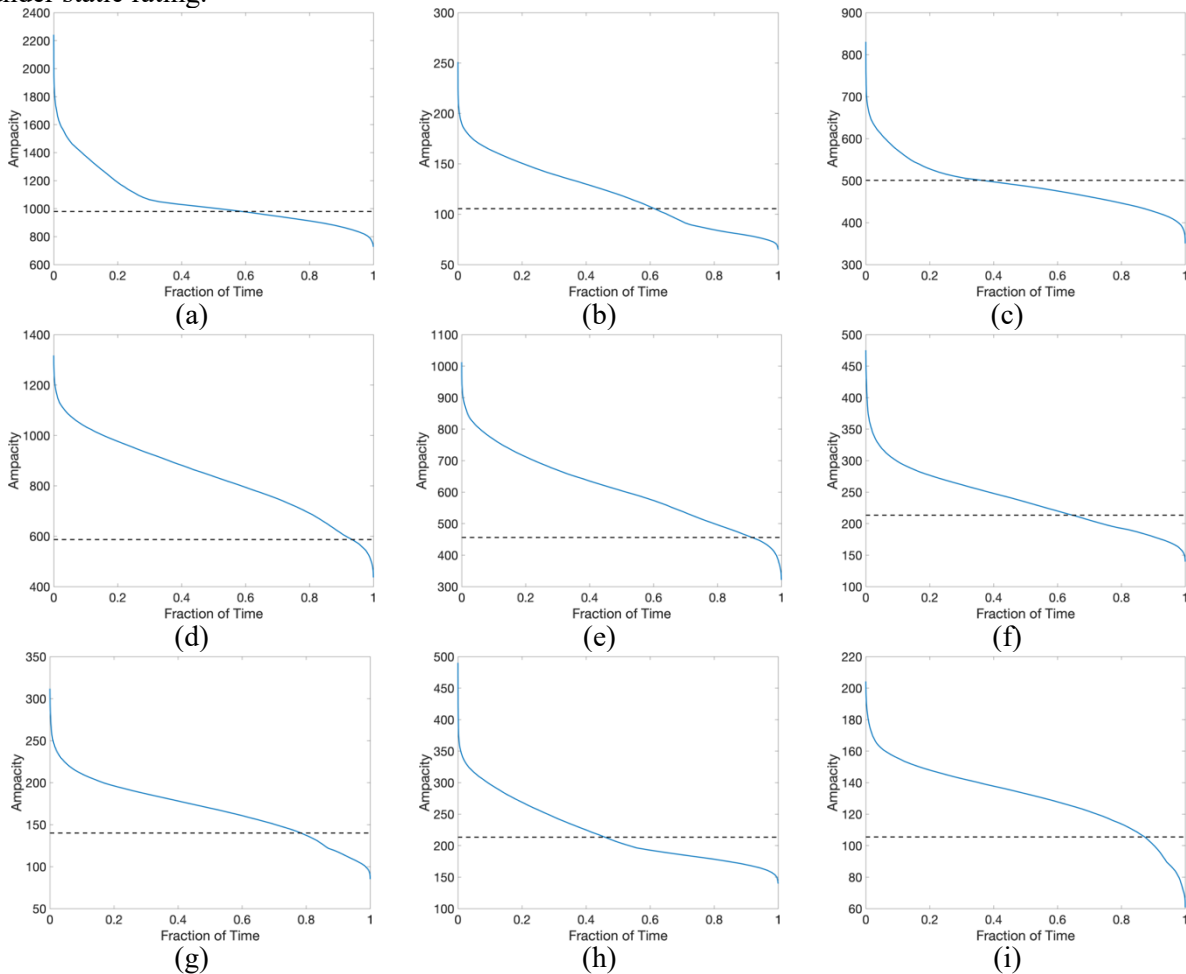 under static rating.
2200
2400
2000
1800
1600
1400
1200
1000
800
600
Ampacity
0 0.2 0.4 0.6 0.8 1
Fraction of Time
(a)
300
250
200
150
100
50
Ampacity
0 0.2 0.4 0.6 0.8 1
Fraction of Time
(b)
900
800
700
600
500
400
300
Ampacity
0 0.2 0.4 0.6 0.8 1
Fraction of Time
(c)
1400
1200
1000
800
600
400
Ampacity
0 0.2 0.4 0.6 0.8 1
Fraction of Time
(d)
1100
1000
900
800
700
600
500
400
300
Ampacity
0 0.2 0.4 0.6 0.8 1
Fraction of Time
(e)
500
450
400
350
300
250
200
150
100
Ampacity
0 0.2 0.4 0.6 0.8 1
Fraction of Time
(f)
350
300
250
200
150
100
50
Ampacity
0 0.2 0.4 0.6 0.8 1
Fraction of Time
(g)
500
450
400
350
300
250
200
150
100
Ampacity
0 0.2 0.4 0.6 0.8 1
Fraction of Time
(h)
220
200
180
160
140
120
100
80
60
Ampacity
0 0.2 0.4 0.6 0.8 1
Fraction of Time
(i)